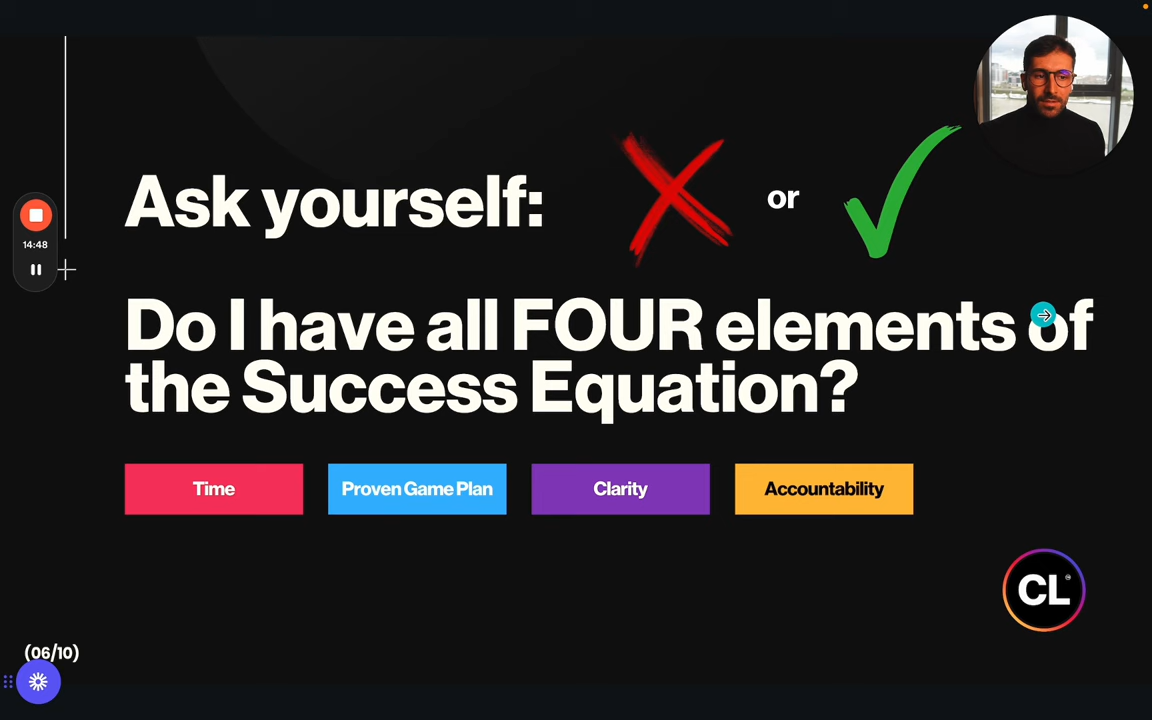 Ask yourself:
or
14:48
Do I have all FOUR elements of
the Success Equation?
Time
Proven Game Plan
Clarity
Accountability
CL
(06/10)